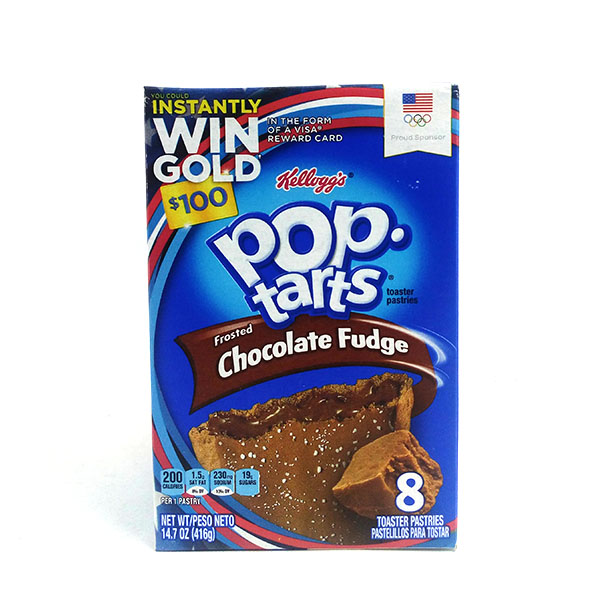 YOU COULD
INSTANTLY
WIN
GOLD
IN THE FORM
OF A VISA®
REWARD CARD
$100
Proud Sponsor
Kellogg's®
POP.
tarts®
toaster
pastries
Frosted
Chocolate Fudge
200
CALORIES
1.5g
SAT FAT
230mg
SODIUM
19g
SUGARS
PER 1 PASTRY
NET WT/PESO NETO
14.7 OZ (416g)
8
TOASTER PASTRIES
PASTELILLOS PARA TOSTAR